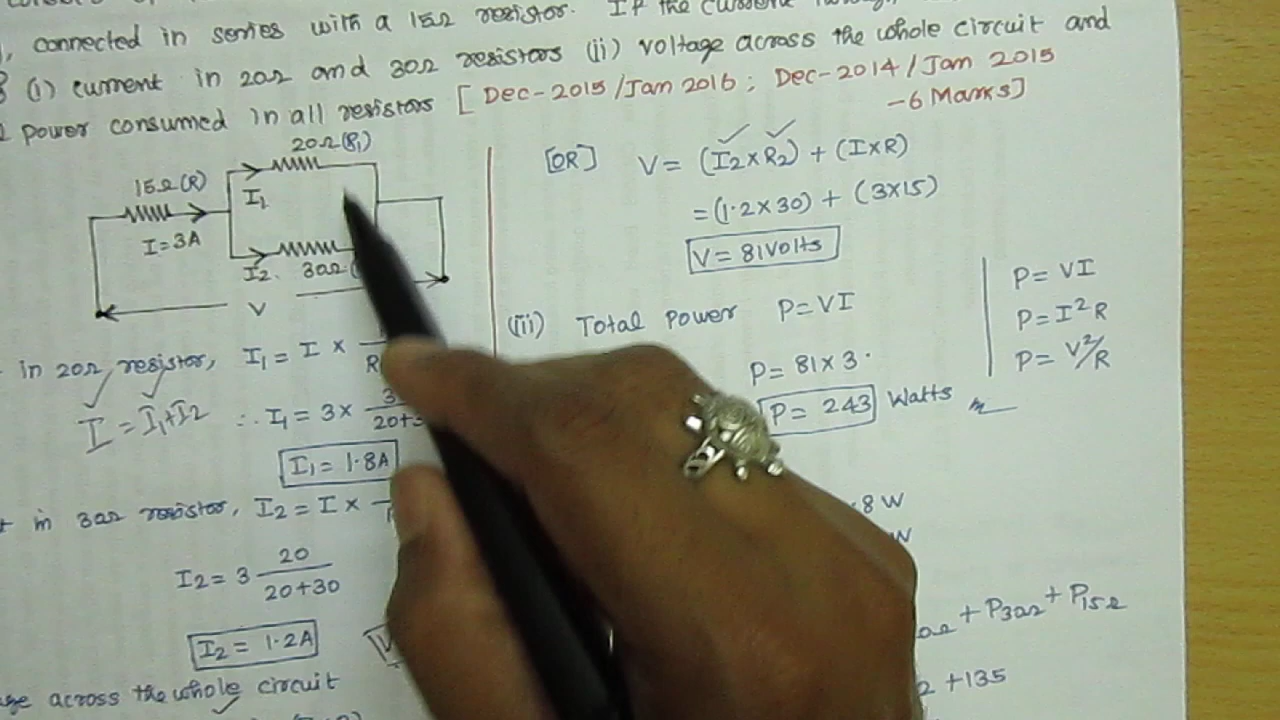 connected in series with a 15Ω resistor. If the current
(i) current in 20Ω and 30Ω resistors (ii) voltage across the whole circuit and
power consumed in all resistors [Dec-2015/Jan 2016; Dec-2014/Jan 2015
-6 Marks]
20Ω(R₁)
15Ω(R)
I₁
I=3A
I₂. 30Ω
V
in 20Ω resistor, I₁ = I ×
I = I₁+I₂ ∴ I₁ = 3×
I₁ = 1.8A
in 30Ω resistor, I₂ = I ×
I₂ = 3 20/20+30
I₂ = 1.2A
across the whole circuit
[OR] V = (I₂×R₂) + (I×R)
= (1.2×30) + (3×15)
V = 81Volts
(iii) Total Power P=VI
P= 81×3
P= 243 Watts
P= VI
P= I²R
P= V²/R
8 W
W
+ P30Ω + P15Ω
2 +135